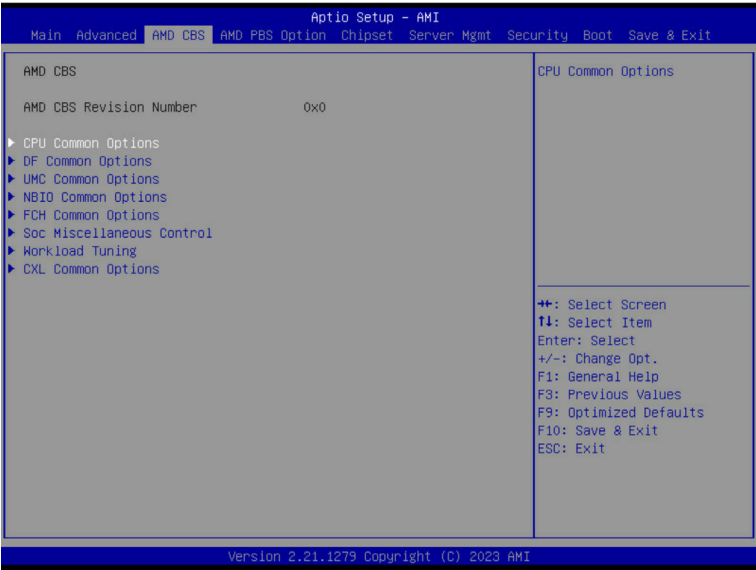 Aptio Setup – AMI
Main Advanced AMD CBS AMD PBS Option Chipset Server Mgmt Security Boot Save & Exit
AMD CBS
AMD CBS Revision Number 0x0
CPU Common Options
DF Common Options
UMC Common Options
NBIO Common Options
FCH Common Options
Soc Miscellaneous Control
Workload Tuning
CXL Common Options
CPU Common Options
→←: Select Screen
↑↓: Select Item
Enter: Select
+/-: Change Opt.
F1: General Help
F3: Previous Values
F9: Optimized Defaults
F10: Save & Exit
ESC: Exit
Version 2.21.1279 Copyright (C) 2023 AMI